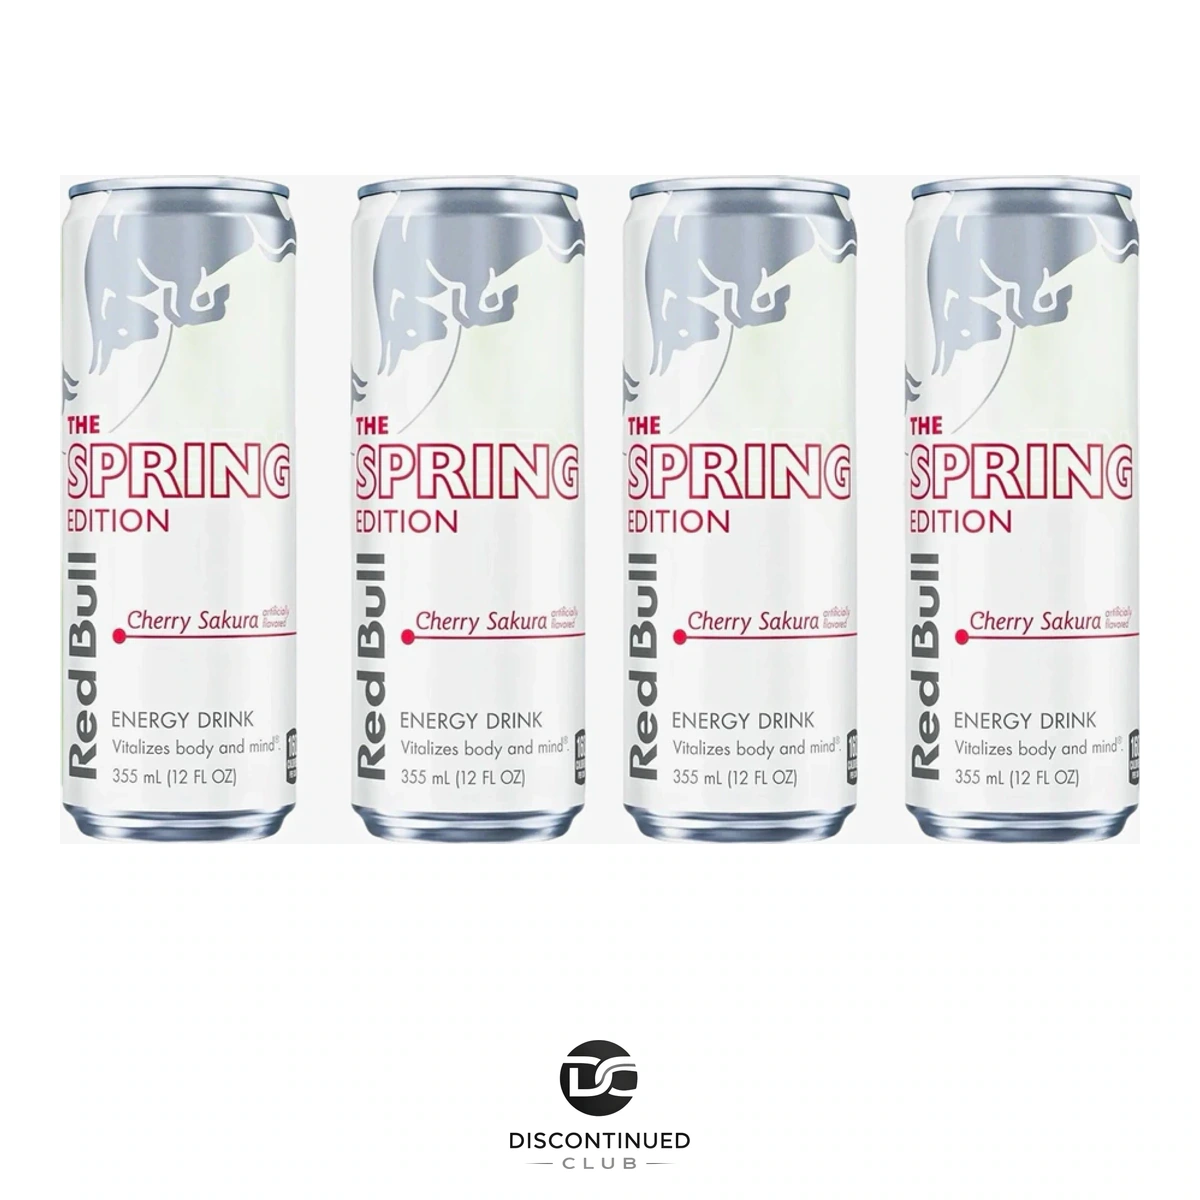 THE
SPRING
EDITION
Red Bull
Cherry Sakura artificially
flavored
ENERGY DRINK
Vitalizes body and mind®.
355 mL (12 FL OZ)
THE
SPRING
EDITION
Red Bull
Cherry Sakura artificially
flavored
ENERGY DRINK
Vitalizes body and mind®.
355 mL (12 FL OZ)
THE
SPRING
EDITION
Red Bull
Cherry Sakura artificially
flavored
ENERGY DRINK
Vitalizes body and mind®.
355 mL (12 FL OZ)
THE
SPRING
EDITION
Red Bull
Cherry Sakura artificially
flavored
ENERGY DRINK
Vitalizes body and mind®.
355 mL (12 FL OZ)
DC
DISCONTINUED
CLUB